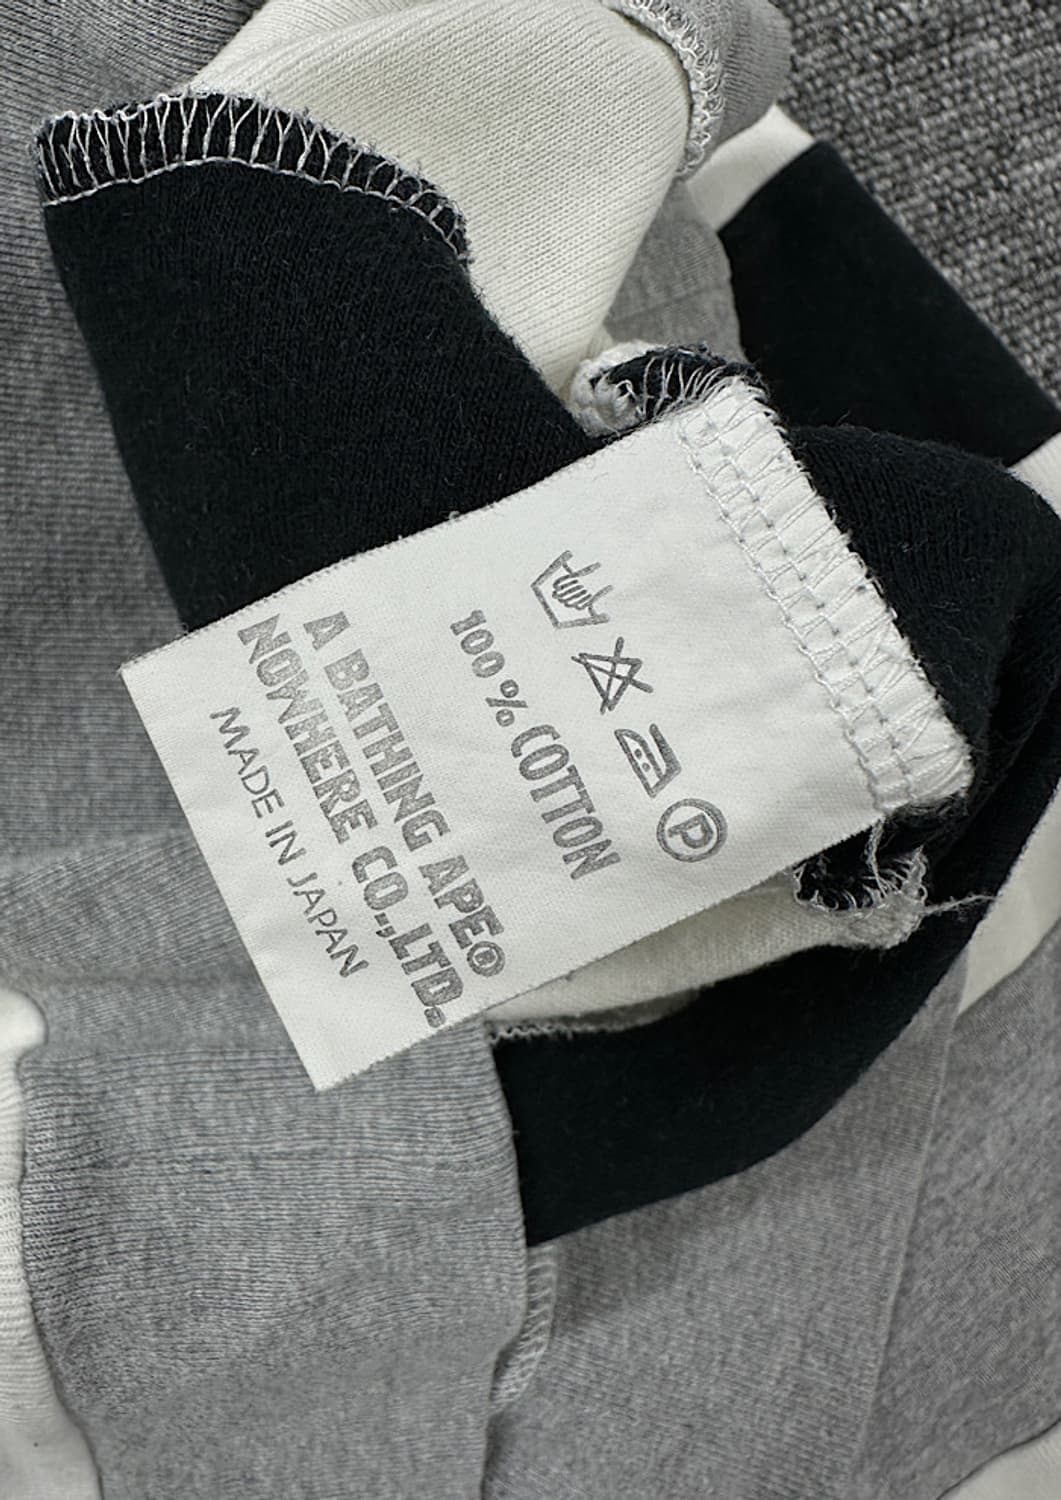 P
100% COTTON
A BATHING APE®
NOWHERE CO.,LTD.
MADE IN JAPAN